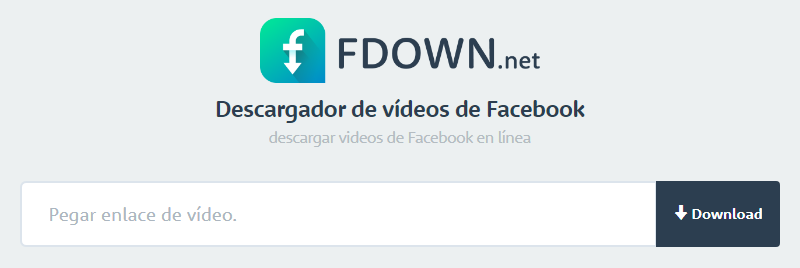 FDOWN.net
Descargador de vídeos de Facebook
descargar videos de Facebook en línea
Pegar enlace de vídeo.
Download